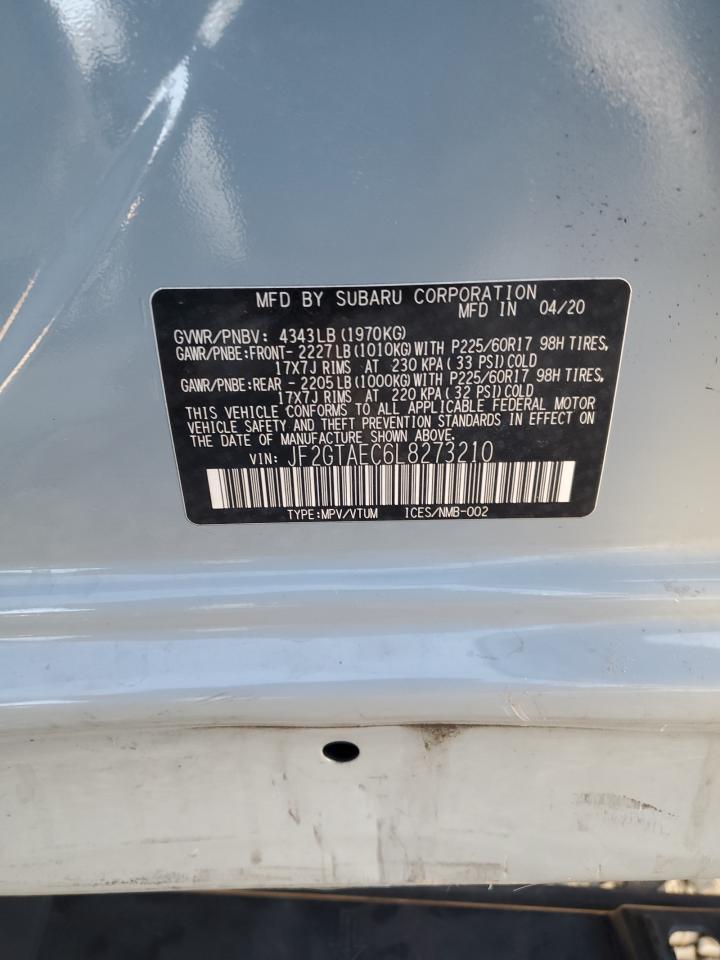 MFD BY SUBARU CORPORATION
MFD IN 04/20
GVWR/PNBV: 4343LB(1970KG)
GAWR/PNBE:FRONT- 2227LB(1010KG)WITH P225/60R17 98H TIRES,
17X7J RIMS AT 230 KPA(33 PSI)COLD
GAWR/PNBE:REAR - 2205LB(1000KG)WITH P225/60R17 98H TIRES,
17X7J RIMS AT 220 KPA(32 PSI)COLD
THIS VEHICLE CONFORMS TO ALL APPLICABLE FEDERAL MOTOR
VEHICLE SAFETY AND THEFT PREVENTION STANDARDS IN EFFECT ON
THE DATE OF MANUFACTURE SHOWN ABOVE.
VIN: JF2GTAEC6L8273210
TYPE:MPV/VTUM ICES/NMB-002